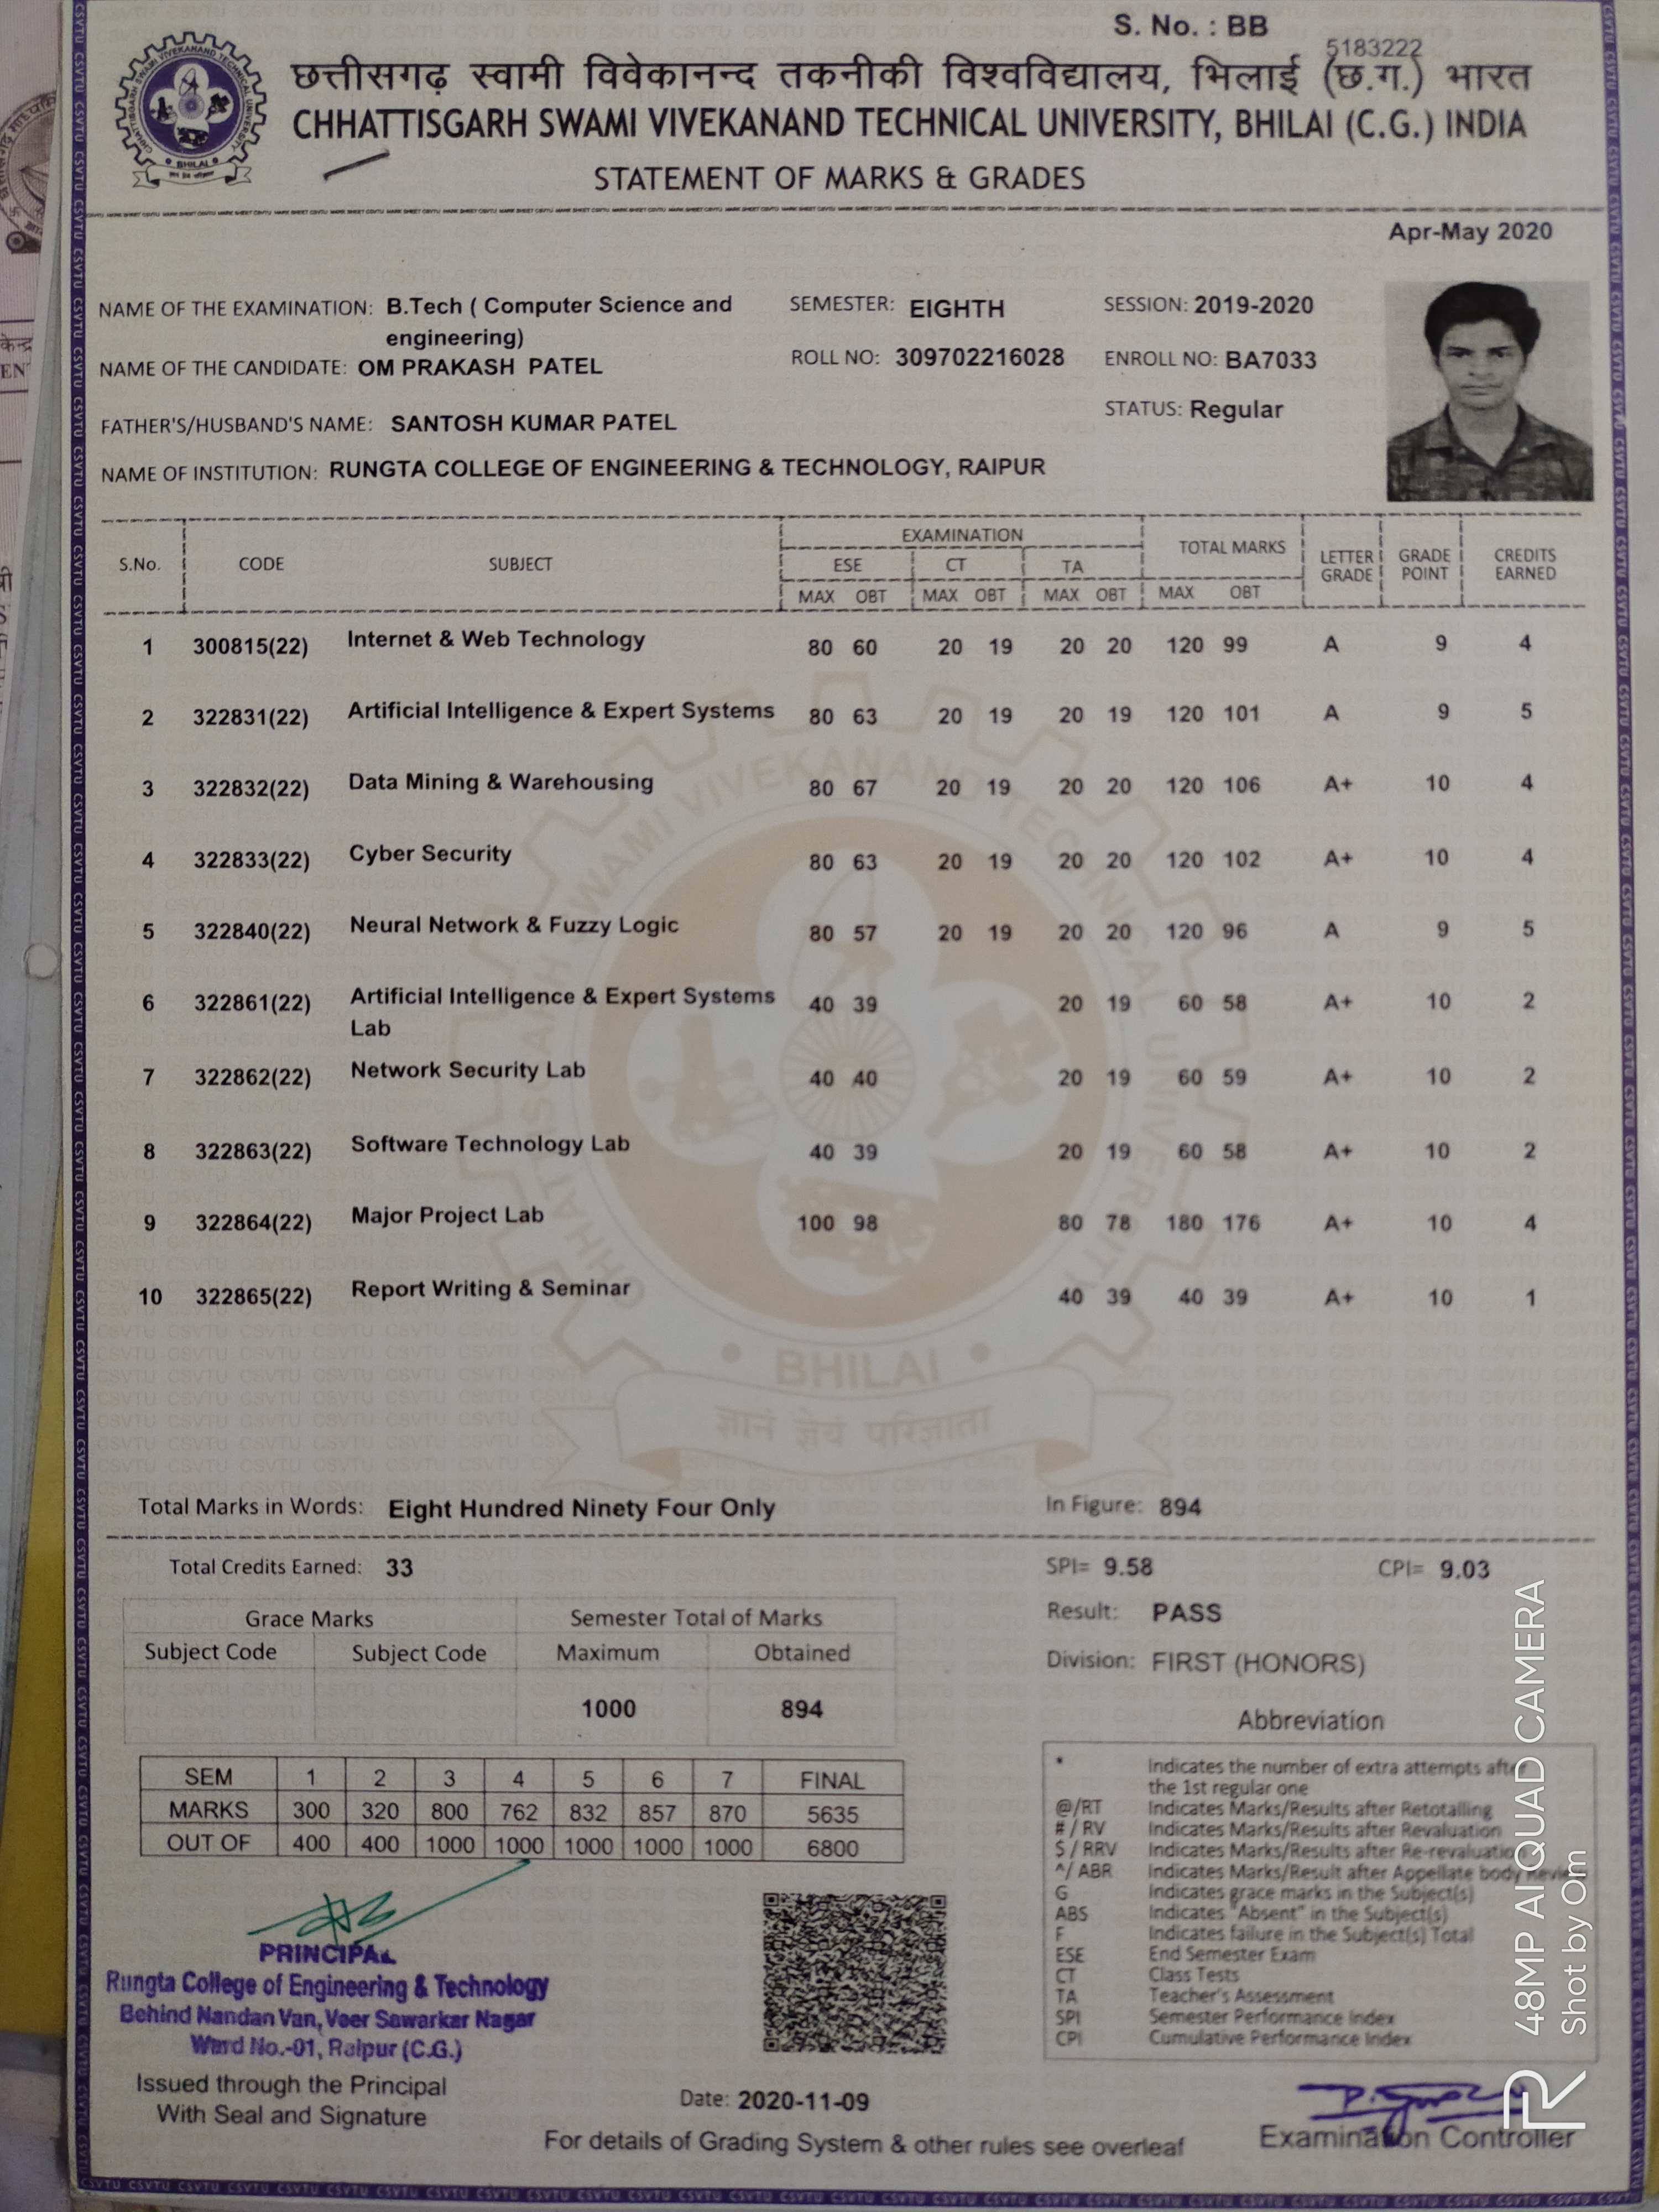 S. No. : BB
5183222
छत्तीसगढ़ स्वामी विवेकानन्द तकनीकी विश्वविद्यालय, भिलाई (छ.ग.) भारत
CHHATTISGARH SWAMI VIVEKANAND TECHNICAL UNIVERSITY, BHILAI (C.G.) INDIA
STATEMENT OF MARKS & GRADES
Apr-May 2020
NAME OF THE EXAMINATION: B.Tech ( Computer Science and engineering) SEMESTER: EIGHTH SESSION: 2019-2020
NAME OF THE CANDIDATE: OM PRAKASH PATEL ROLL NO: 309702216028 ENROLL NO: BA7033
FATHER'S/HUSBAND'S NAME: SANTOSH KUMAR PATEL STATUS: Regular
NAME OF INSTITUTION: RUNGTA COLLEGE OF ENGINEERING & TECHNOLOGY, RAIPUR
S.No. CODE SUBJECT EXAMINATION TOTAL MARKS LETTER GRADE GRADE POINT CREDITS EARNED
ESE CT TA
MAX OBT MAX OBT MAX OBT MAX OBT
1 300815(22) Internet & Web Technology 80 60 20 19 20 20 120 99 A 9 4
2 322831(22) Artificial Intelligence & Expert Systems 80 63 20 19 20 19 120 101 A 9 5
3 322832(22) Data Mining & Warehousing 80 67 20 19 20 20 120 106 A+ 10 4
4 322833(22) Cyber Security 80 63 20 19 20 20 120 102 A+ 10 4
5 322840(22) Neural Network & Fuzzy Logic 80 57 20 19 20 20 120 96 A 9 5
6 322861(22) Artificial Intelligence & Expert Systems Lab 40 39 20 19 60 58 A+ 10 2
7 322862(22) Network Security Lab 40 40 20 19 60 59 A+ 10 2
8 322863(22) Software Technology Lab 40 39 20 19 60 58 A+ 10 2
9 322864(22) Major Project Lab 100 98 80 78 180 176 A+ 10 4
10 322865(22) Report Writing & Seminar 40 39 40 39 A+ 10 1
BHILAI
ज्ञानं ज्ञेयं परिज्ञाता
Total Marks in Words: Eight Hundred Ninety Four Only In Figure: 894
Total Credits Earned: 33 SPI= 9.58 CPI= 9.03
Grace Marks Semester Total of Marks
Subject Code Subject Code Maximum Obtained
1000 894
Result: PASS
Division: FIRST (HONORS)
SEM 1 2 3 4 5 6 7 FINAL
MARKS 300 320 800 762 832 857 870 5635
OUT OF 400 400 1000 1000 1000 1000 1000 6800
Abbreviation
* Indicates the number of extra attempts after
the 1st regular one
@/RT Indicates Marks/Results after Retotalling
# / RV Indicates Marks/Results after Revaluation
$ / RRV Indicates Marks/Results after Re-revaluation
^/ ABR Indicates Marks/Result after Appellate body
G Indicates grace marks in the Subject(s)
ABS Indicates "Absent" in the Subject(s)
F Indicates failure in the Subject(s) Total
ESE End Semester Exam
CT Class Tests
TA Teacher's Assessment
SPI Semester Performance Index
CPI Cumulative Performance Index
PRINCIPAL
Rungta College of Engineering & Technology
Behind Nandan Van, Veer Sawarkar Nagar
Ward No.-01, Raipur (C.G.)
Issued through the Principal
With Seal and Signature
Date: 2020-11-09
For details of Grading System & other rules see overleaf
Examination Controller
48MP AI QUAD CAMERA
Shot by Om